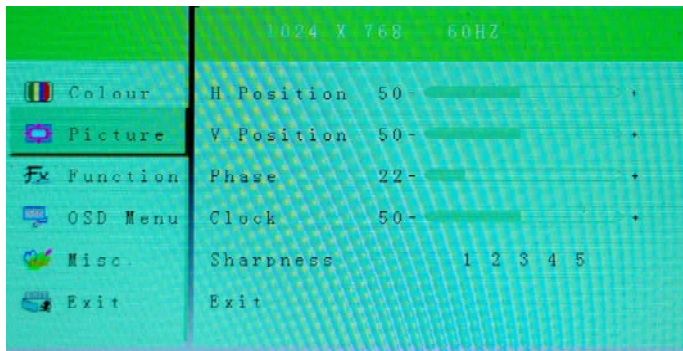 1024 X 768 60HZ
Colour
Picture
Function
OSD Menu
Misc.
Exit
H Position 50 - +
V.Position 50 - +
Phase 22 - +
Clock 50 - +
Sharpness 1 2 3 4 5
Exit